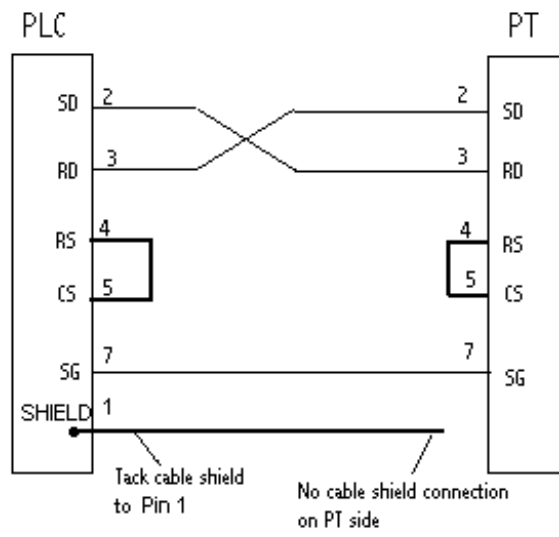 PLC PT
SD 2 2 SD
RD 3 3 RD
RS 4 4 RS
CS 5 5 CS
SG 7 7 SG
SHIELD 1
Tack cable shield
to Pin 1
No cable shield connection
on PT side